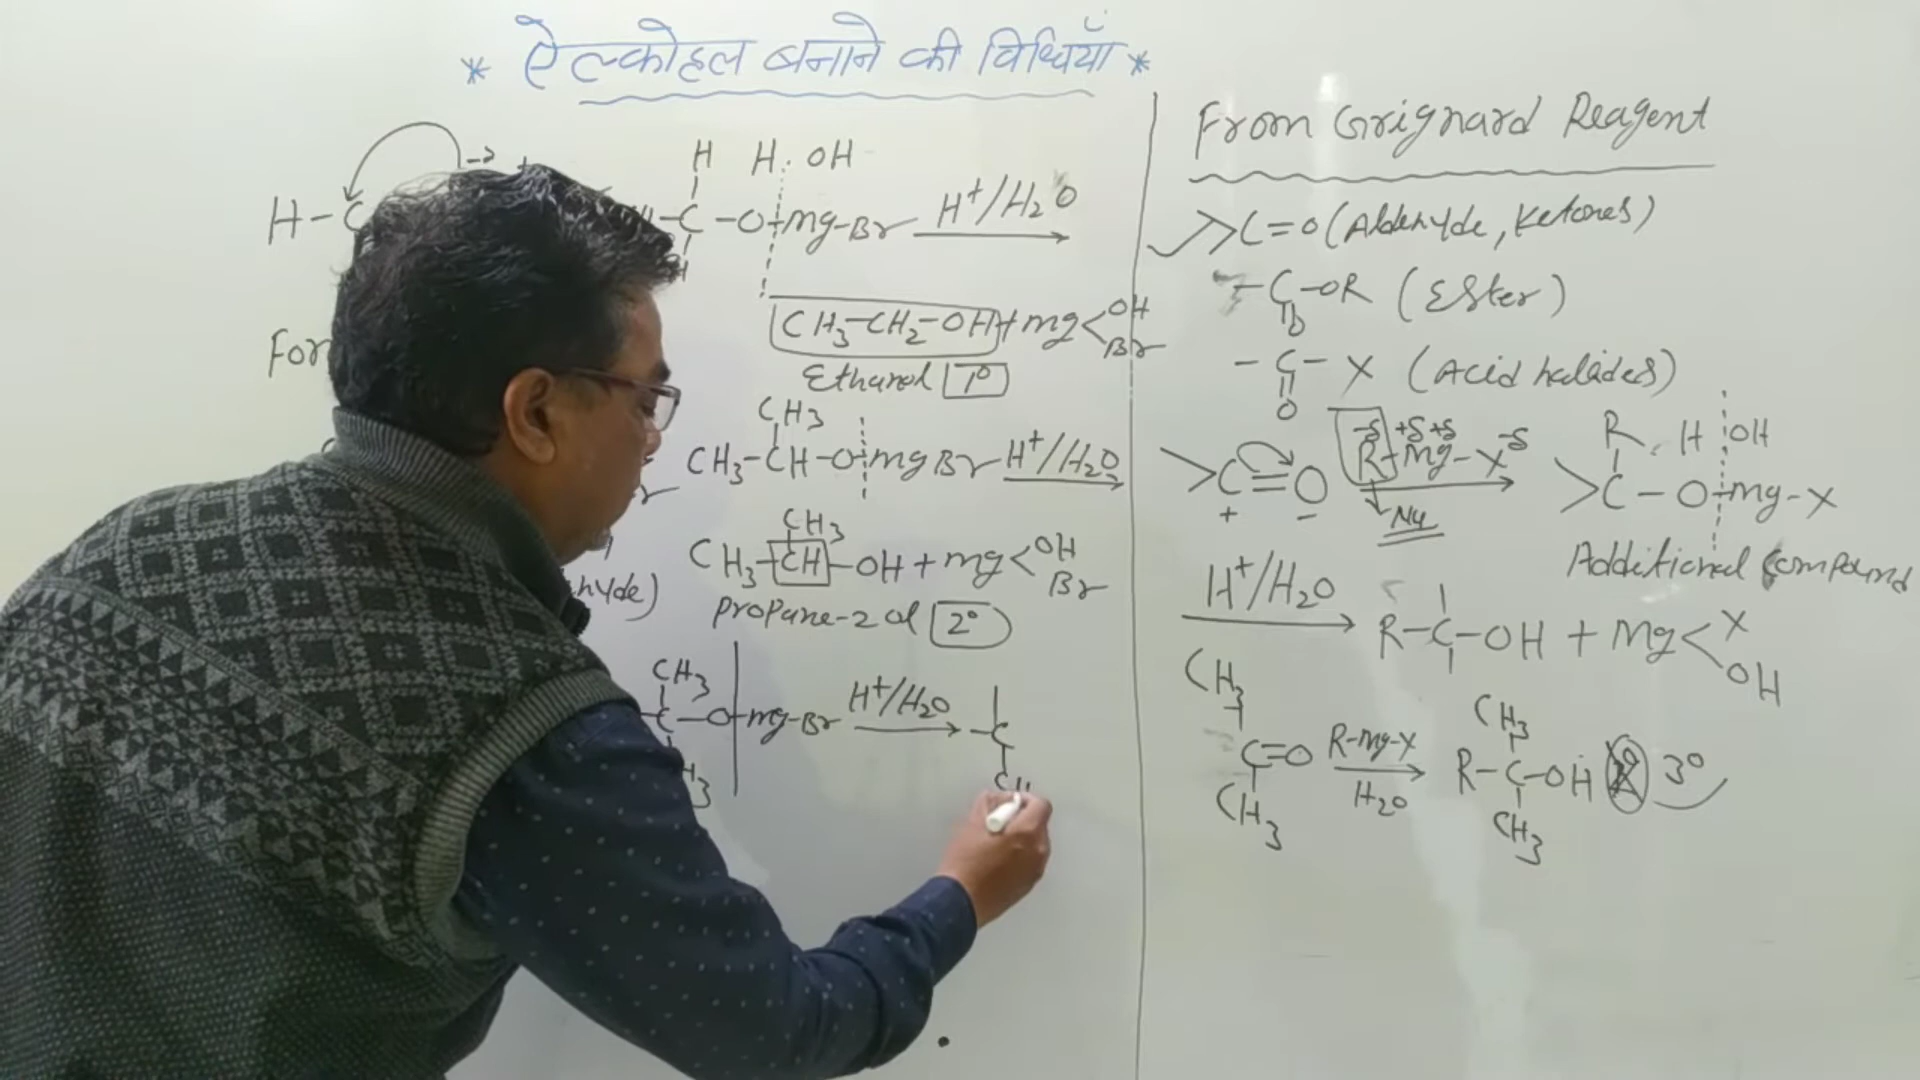 * ऐल्कोहल बनाने की विधियाँ *
H H. OH
H-C -C-O-Mg-Br H+/H2O
H
CH3-CH2-OH + Mg<OH Br
For
Ethanol 1°
CH3
CH3-CH-O-MgBr H+/H2O
CH3
CH3-CH-OH + Mg<OH Br
hyde)
Propane-2 ol 2°
CH3
-C-O-Mg-Br H+/H2O -C
H3
From Grignard Reagent
>C=O (Aldehyde, Ketones)
-C-OR (Ester)
O
-C-X (Acid halides)
O
-δ +δ +δ -δ R H OH
>C=O R-Mg-X >C-O-Mg-X
+ - Nu
Additional Compound
H+/H2O R-C-OH + Mg<X OH
CH3 CH3
C=O R-Mg-X R-C-OH 3°
CH3 H2O CH3